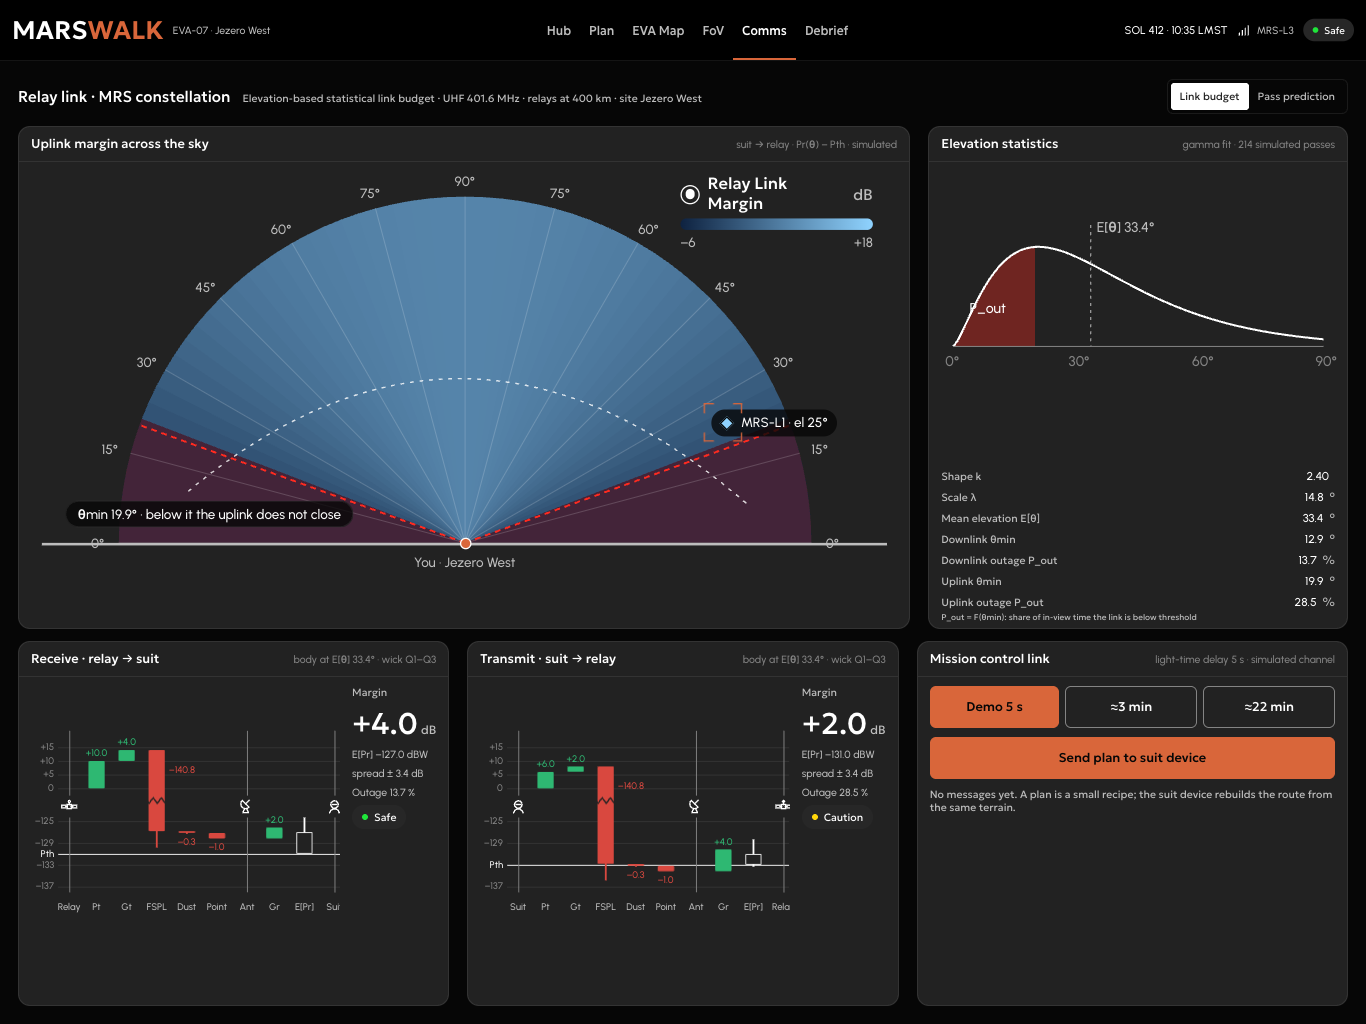 MARSWALK EVA-07 · Jezero West
Hub Plan EVA Map FoV Comms Debrief
SOL 412 · 10:35 LMST MRS-L3 Safe
Relay link · MRS constellation Elevation-based statistical link budget · UHF 401.6 MHz · relays at 400 km · site Jezero West
Link budget Pass prediction
Uplink margin across the sky suit → relay · Pr(θ) − Pth · simulated
Relay Link Margin dB
−6 +18
90°
75° 75°
60° 60°
45° 45°
30° 30°
MRS-L1 · el 25°
15° 15°
θmin 19.9° · below it the uplink does not close
0° 0°
You · Jezero West
Elevation statistics gamma fit · 214 simulated passes
E[θ] 33.4°
P_out
0° 30° 60° 90°
Shape k 2.40
Scale λ 14.8 °
Mean elevation E[θ] 33.4 °
Downlink θmin 12.9 °
Downlink outage P_out 13.7 %
Uplink θmin 19.9 °
Uplink outage P_out 28.5 %
P_out = F(θmin): share of in-view time the link is below threshold
Receive · relay → suit body at E[θ] 33.4° · wick Q1–Q3
+15
+10
+5
0
−125
−129
Pth
−133
−137
+10.0
+4.0
−140.8
−0.3
−1.0
+2.0
Relay Pt Gt FSPL Dust Point Ant Gr E[Pr] Sui
Margin
+4.0 dB
E[Pr] −127.0 dBW
spread ± 3.4 dB
Outage 13.7 %
Safe
Transmit · suit → relay body at E[θ] 33.4° · wick Q1–Q3
+15
+10
+5
0
−125
−129
−133
Pth
−137
+6.0
+2.0
−140.8
−0.3
−1.0
+4.0
Suit Pt Gt FSPL Dust Point Ant Gr E[Pr] Rela
Margin
+2.0 dB
E[Pr] −131.0 dBW
spread ± 3.4 dB
Outage 28.5 %
Caution
Mission control link light-time delay 5 s · simulated channel
Demo 5 s ≈3 min ≈22 min
Send plan to suit device
No messages yet. A plan is a small recipe; the suit device rebuilds the route from
the same terrain.